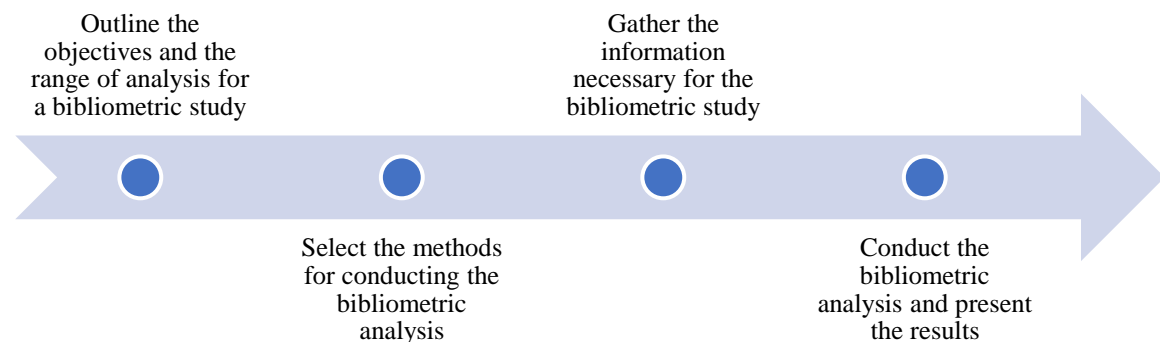 Outline the
objectives and the
range of analysis for
a bibliometric study
Select the methods
for conducting the
bibliometric
analysis
Gather the
information
necessary for the
bibliometric study
Conduct the
bibliometric
analysis and present
the results